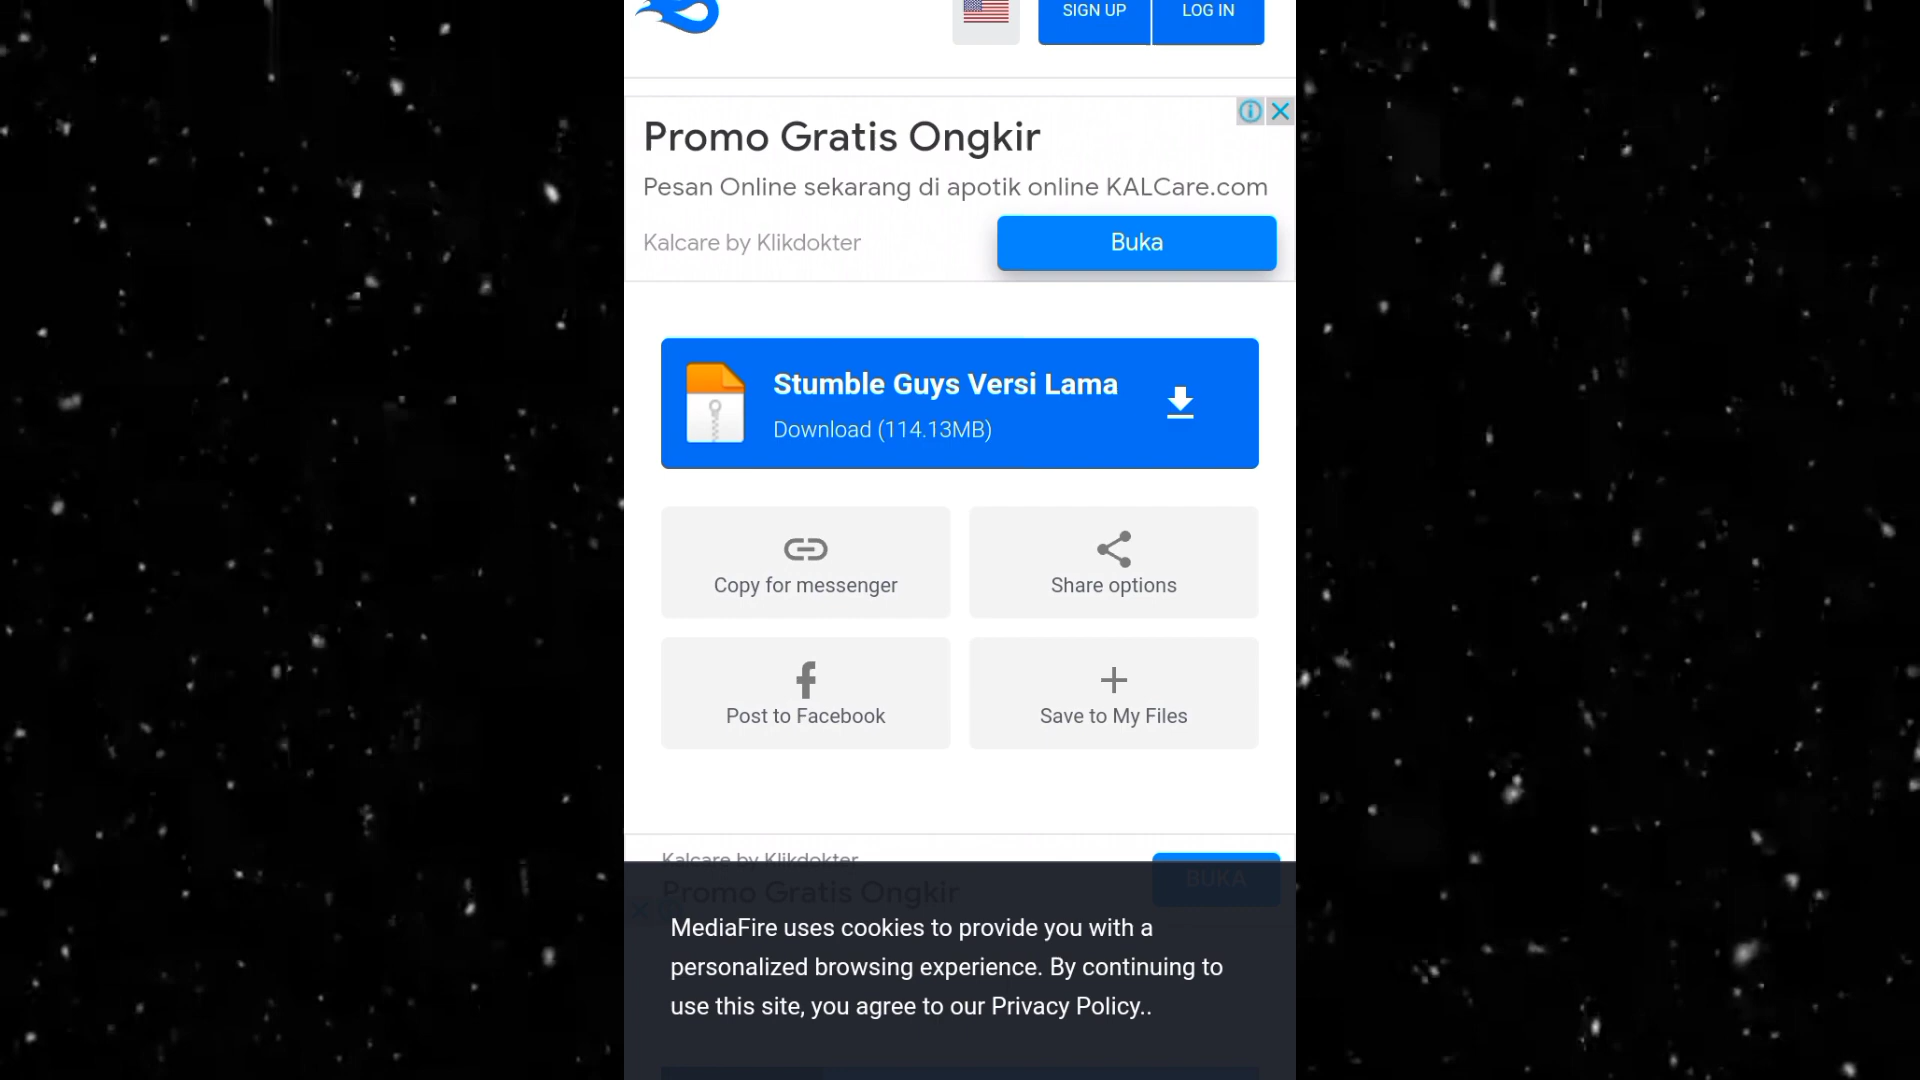 SIGN UP
LOG IN
Promo Gratis Ongkir
Pesan Online sekarang di apotik online KALCare.com
Kalcare by Klikdokter
Buka
Stumble Guys Versi Lama
Download (114.13MB)
Copy for messenger
Share options
Post to Facebook
Save to My Files
Kalcare by Klikdokter
Promo Gratis Ongkir
BUKA
MediaFire uses cookies to provide you with a
personalized browsing experience. By continuing to
use this site, you agree to our Privacy Policy..